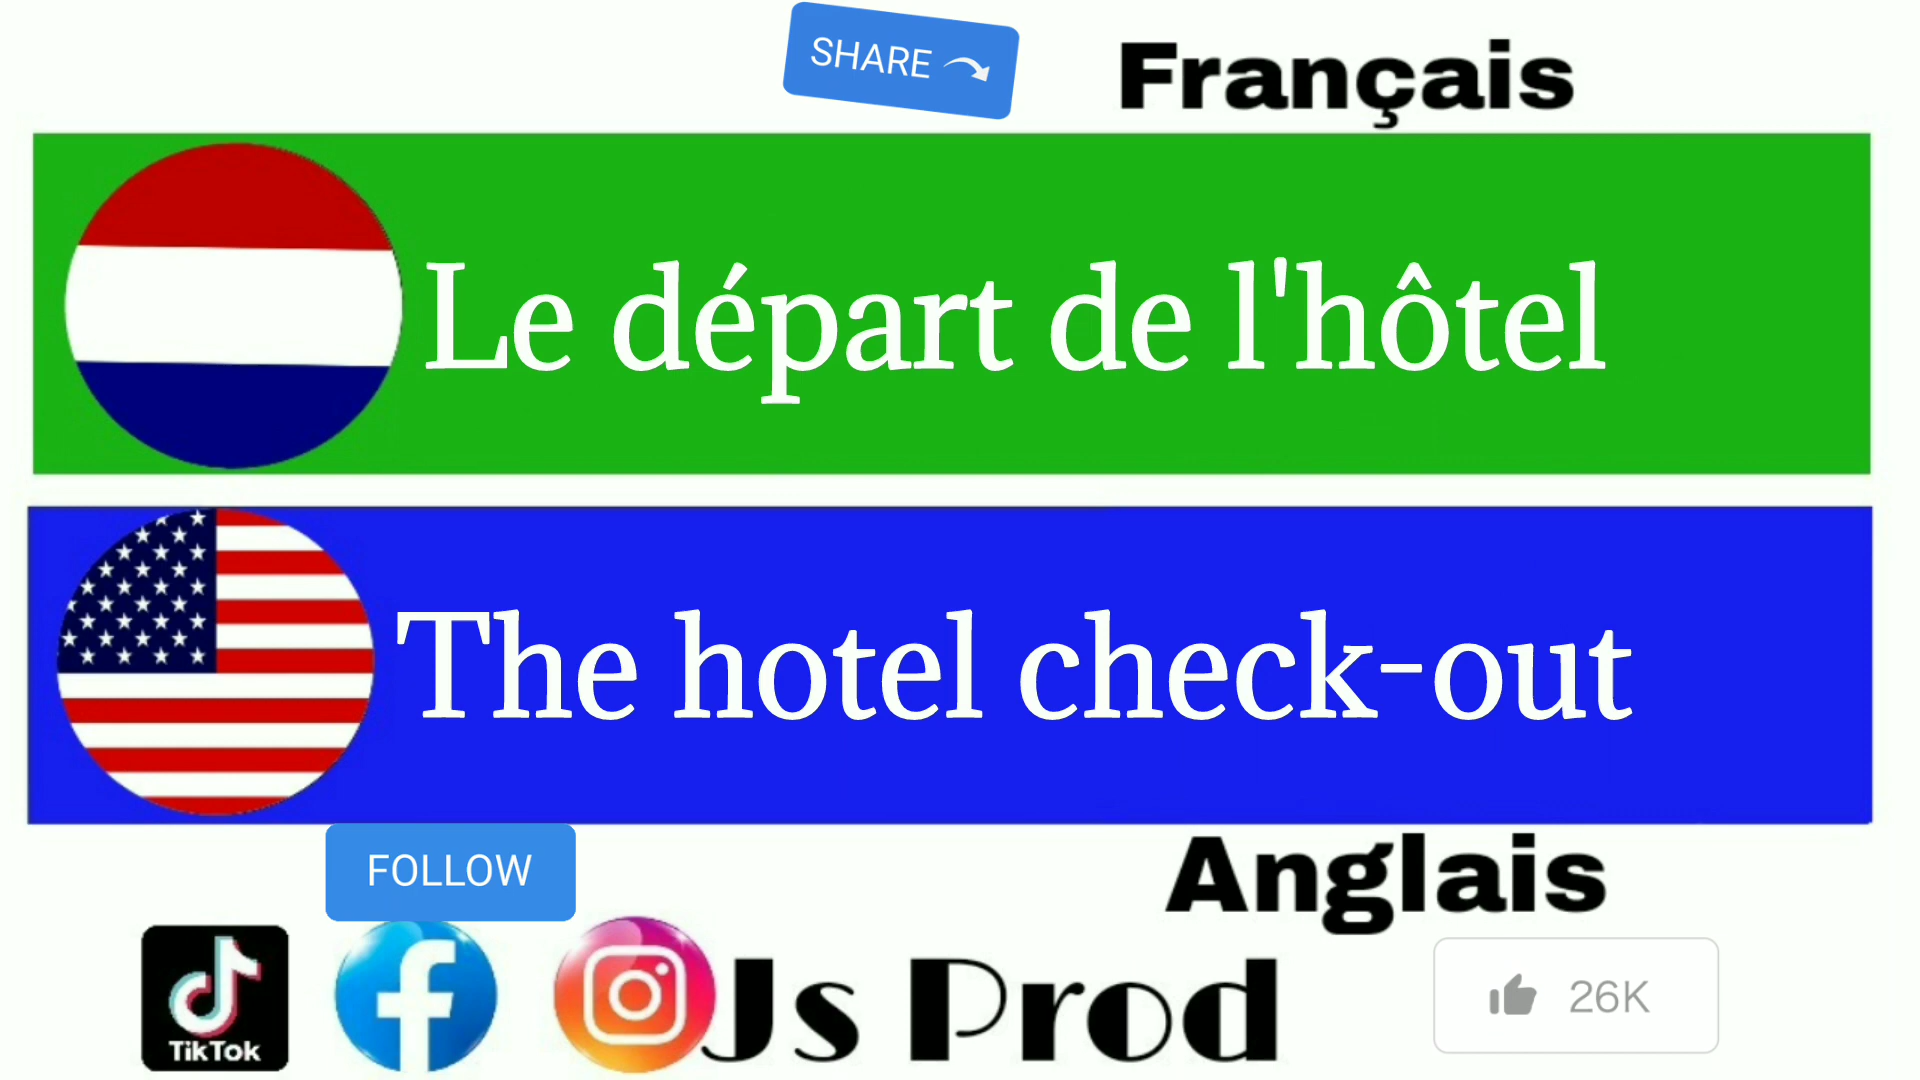 SHARE
Français
Le départ de l'hôtel
The hotel check-out
FOLLOW
Anglais
TikTok
Js Prod
26K